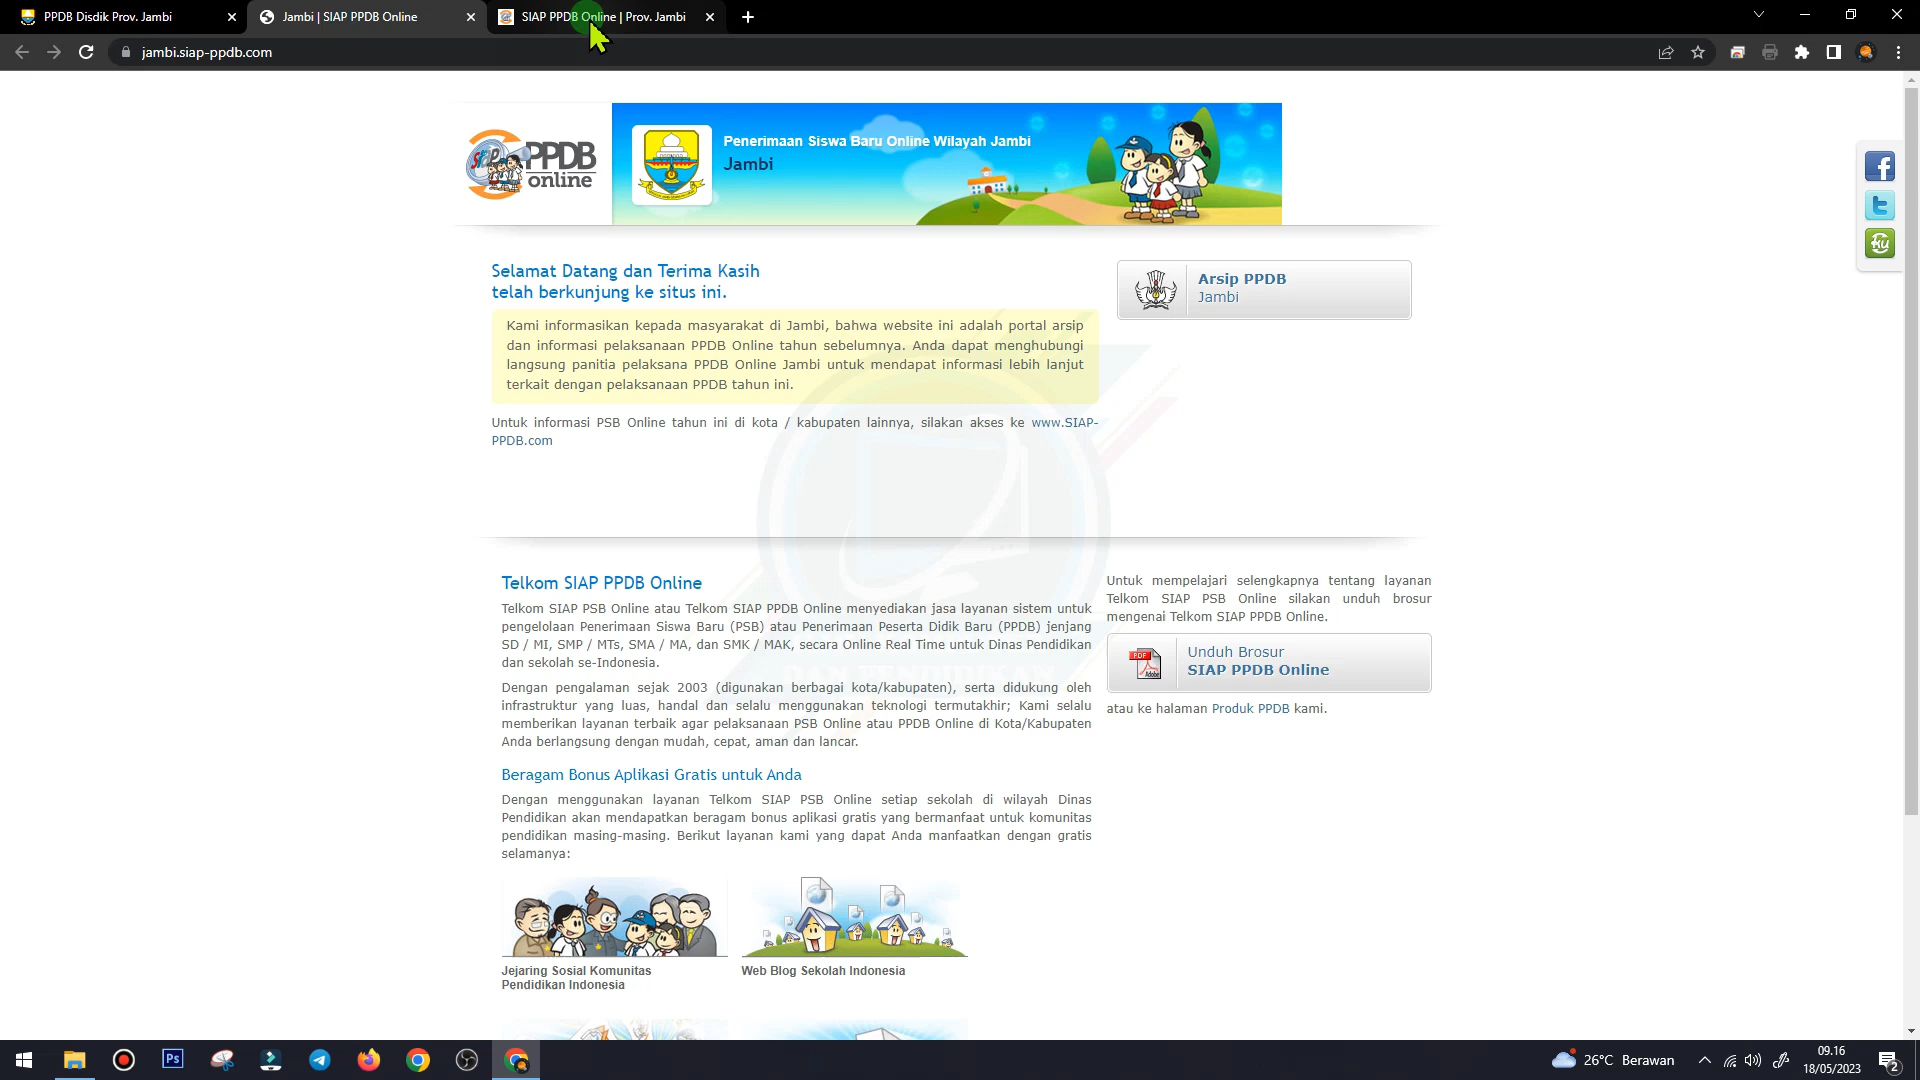 PPDB Disdik Prov. Jambi
Jambi | SIAP PPDB Online
SIAP PPDB Online | Prov. Jambi
jambi.siap-ppdb.com
SIAP
PPDB
online
Penerimaan Siswa Baru Online Wilayah Jambi
Jambi
Selamat Datang dan Terima Kasih
telah berkunjung ke situs ini.
Kami informasikan kepada masyarakat di Jambi, bahwa website ini adalah portal arsip
dan informasi pelaksanaan PPDB Online tahun sebelumnya. Anda dapat menghubungi
langsung panitia pelaksana PPDB Online Jambi untuk mendapat informasi lebih lanjut
terkait dengan pelaksanaan PPDB tahun ini.
Untuk informasi PSB Online tahun ini di kota / kabupaten lainnya, silakan akses ke www.SIAP-
PPDB.com
Arsip PPDB
Jambi
Telkom SIAP PPDB Online
Telkom SIAP PSB Online atau Telkom SIAP PPDB Online menyediakan jasa layanan sistem untuk
pengelolaan Penerimaan Siswa Baru (PSB) atau Penerimaan Peserta Didik Baru (PPDB) jenjang
SD / MI, SMP / MTs, SMA / MA, dan SMK / MAK, secara Online Real Time untuk Dinas Pendidikan
dan sekolah se-Indonesia.
Dengan pengalaman sejak 2003 (digunakan berbagai kota/kabupaten), serta didukung oleh
infrastruktur yang luas, handal dan selalu menggunakan teknologi termutakhir; Kami selalu
memberikan layanan terbaik agar pelaksanaan PSB Online atau PPDB Online di Kota/Kabupaten
Anda berlangsung dengan mudah, cepat, aman dan lancar.
Untuk mempelajari selengkapnya tentang layanan
Telkom SIAP PSB Online silakan unduh brosur
mengenai Telkom SIAP PPDB Online.
PDF
Adobe
Unduh Brosur
SIAP PPDB Online
atau ke halaman Produk PPDB kami.
Beragam Bonus Aplikasi Gratis untuk Anda
Dengan menggunakan layanan Telkom SIAP PSB Online setiap sekolah di wilayah Dinas
Pendidikan akan mendapatkan beragam bonus aplikasi gratis yang bermanfaat untuk komunitas
pendidikan masing-masing. Berikut layanan kami yang dapat Anda manfaatkan dengan gratis
selamanya:
Jejaring Sosial Komunitas
Pendidikan Indonesia
Web Blog Sekolah Indonesia
Ps
26°C Berawan
09.16
18/05/2023
2